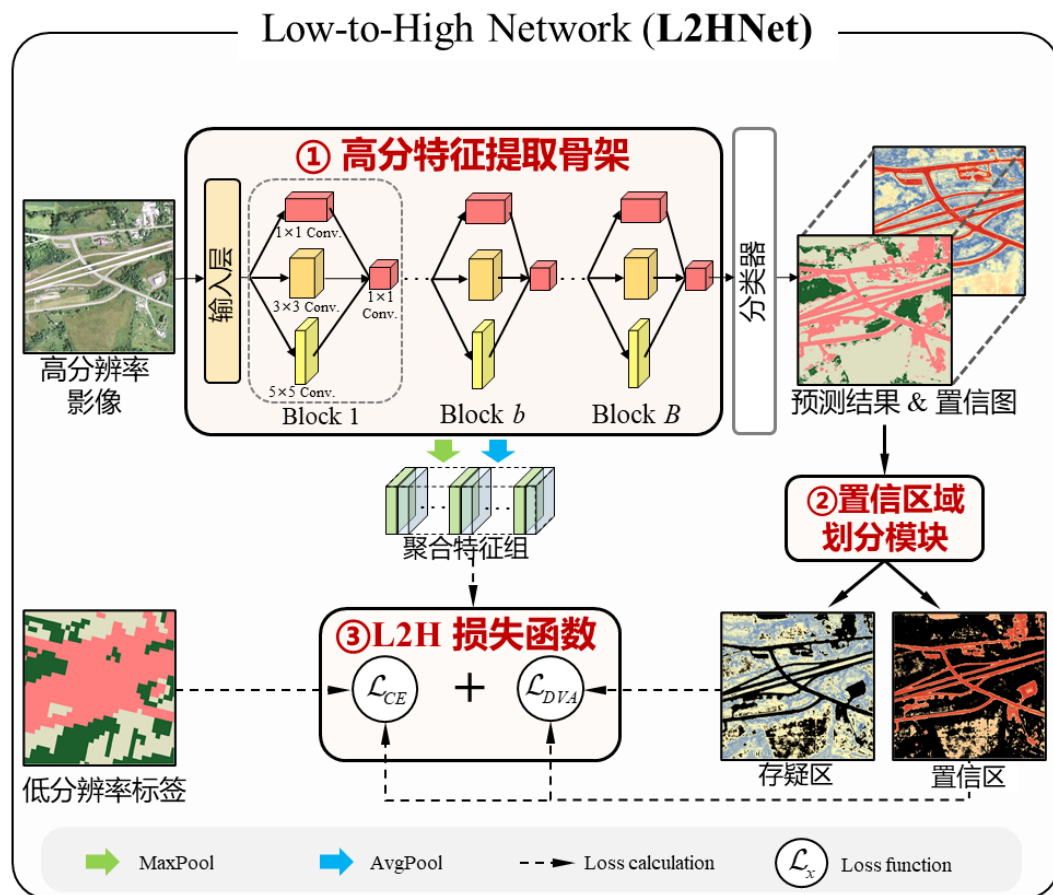 Low-to-High Network (L2HNet)
① 高分特征提取骨架
输入层
1×1 Conv.
3×3 Conv.
5×5 Conv.
1×1
Conv.
Block 1
Block b
Block B
分类器
高分辨率
影像
预测结果 & 置信图
聚合特征组
②置信区域
划分模块
③L2H 损失函数
ℒCE + ℒDVA
低分辨率标签
存疑区
置信区
MaxPool
AvgPool
Loss calculation
ℒx
Loss function